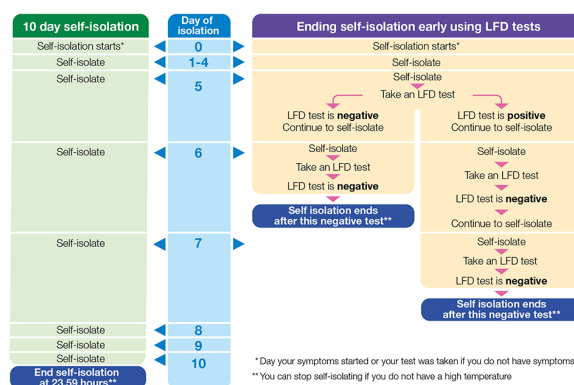 10 day self-isolation
Day of
isolation
Ending self-isolation early using LFD tests
Self-isolation starts*
0
Self-isolation starts*
Self-isolate
1-4
Self-isolate
Self-isolate
5
Self-isolate
Take an LFD test
LFD test is negative
Continue to self-isolate
LFD test is positive
Continue to self-isolate
Self-isolate
6
Self-isolate
Take an LFD test
LFD test is negative
Self isolation ends
after this negative test**
Self-isolate
Take an LFD test
LFD test is negative
Continue to self-isolate
Self-isolate
7
Self-isolate
Take an LFD test
LFD test is negative
Self isolation ends
after this negative test**
Self-isolate
8
Self-isolate
9
Self-isolate
10
End self-isolation
at 23.59 hours**
* Day your symptoms started or your test was taken if you do not have symptoms
** You can stop self-isolating if you do not have a high temperature